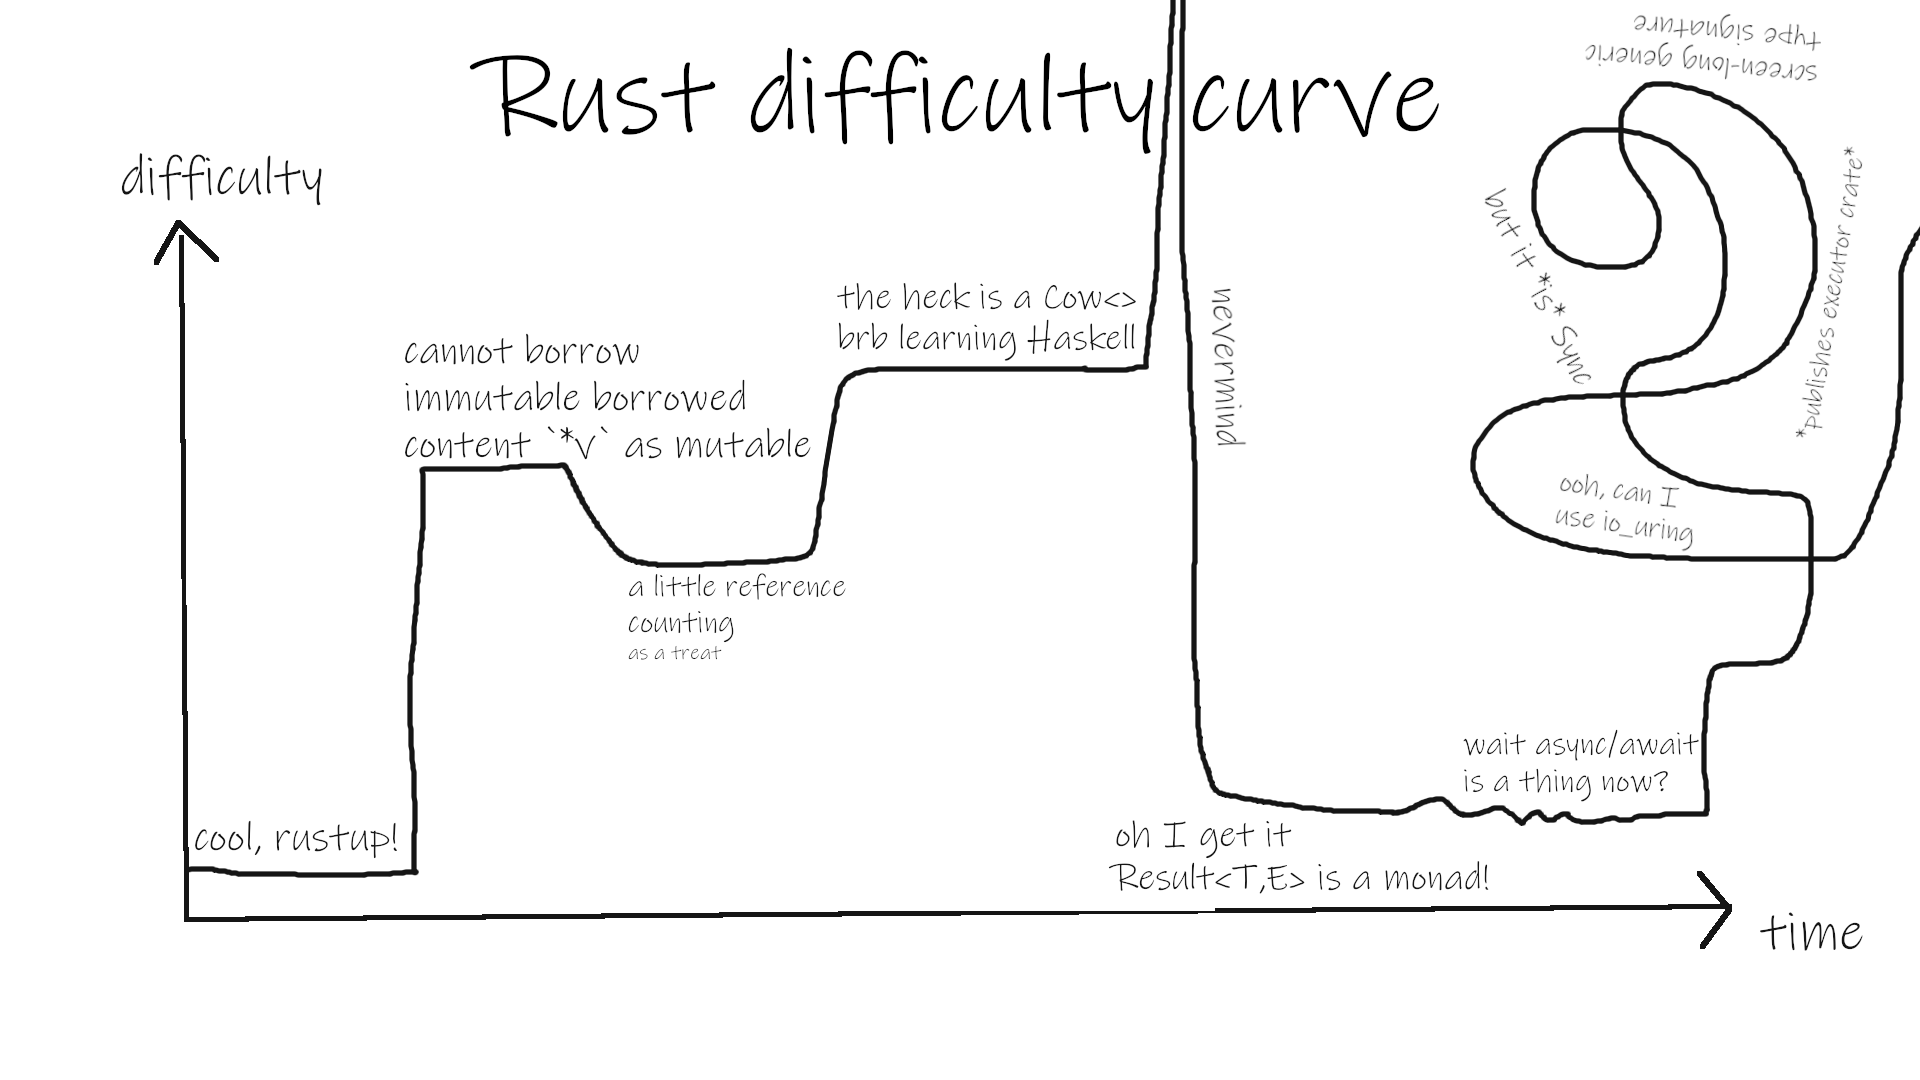 Rust difficulty curve
difficulty
cool, rustup!
cannot borrow
immutable borrowed
content `*v` as mutable
a little reference
counting
as a treat
the heck is a Cow<>
brb learning Haskell
nevermind
oh I get it
Result<T,E> is a monad!
wait async/await
is a thing now?
but it *is* Sync
screen-long generic
type signature
*publishes executor crate*
ooh, can I
use io_uring
time